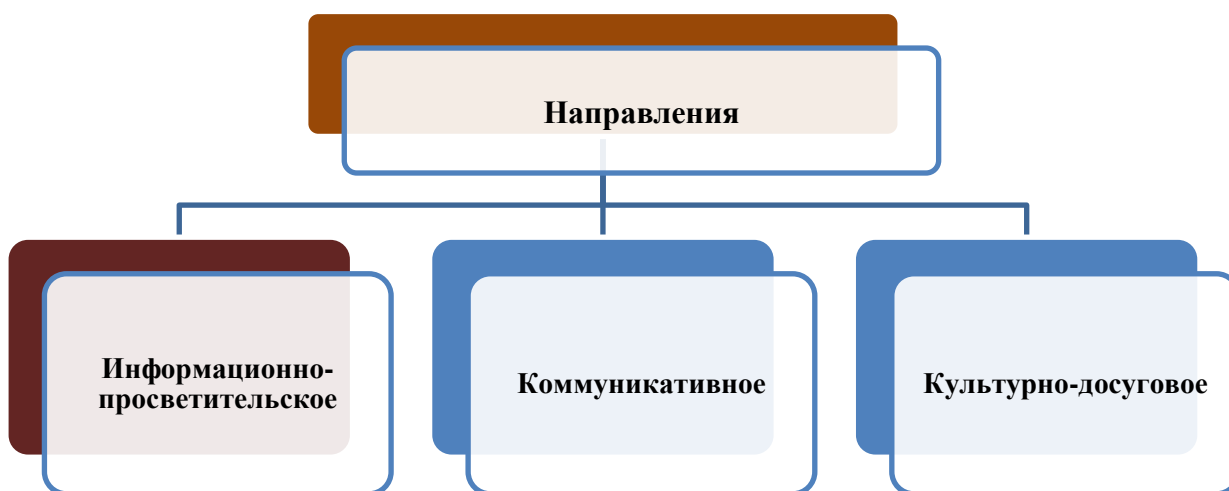 Направления
Информационно-
просветительское
Коммуникативное
Культурно-досуговое